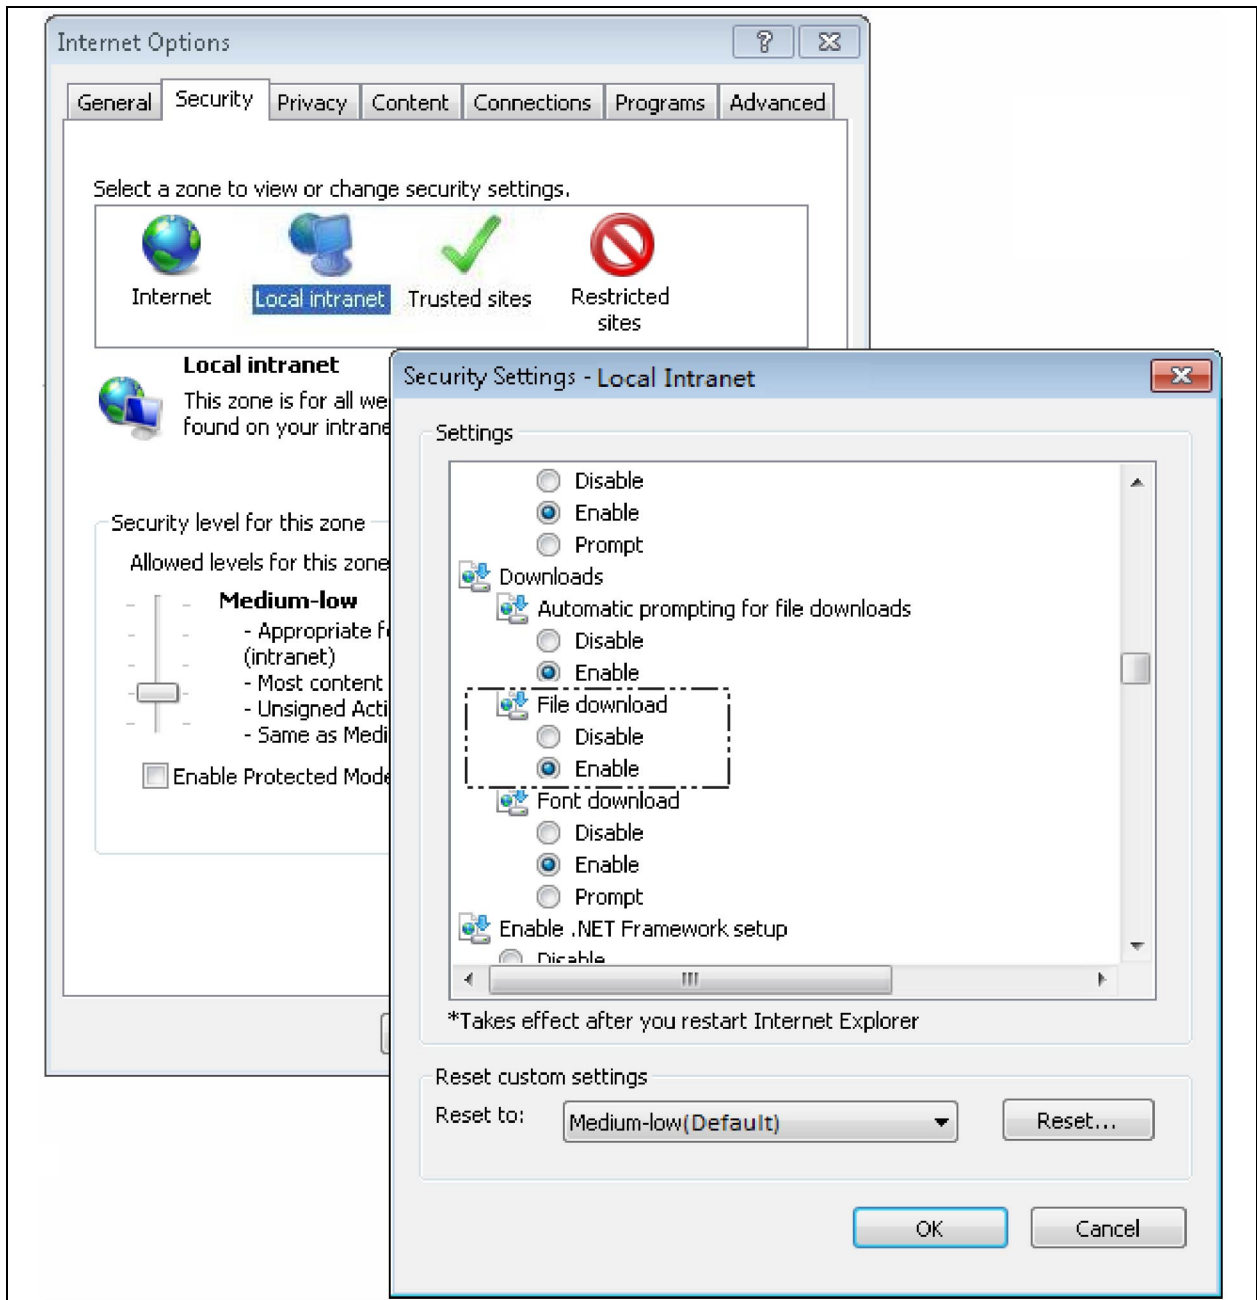 Internet Options
General Security Privacy Content Connections Programs Advanced
Select a zone to view or change security settings.
Internet Local intranet Trusted sites Restricted
sites
Local intranet
This zone is for all we
found on your intrane
Security level for this zone
Allowed levels for this zone
Medium-low
- Appropriate f
(intranet)
- Most content
- Unsigned Acti
- Same as Medi
Enable Protected Mode
Security Settings - Local Intranet
Settings
Disable
Enable
Prompt
Downloads
Automatic prompting for file downloads
Disable
Enable
File download
Disable
Enable
Font download
Disable
Enable
Prompt
Enable .NET Framework setup
Disable
*Takes effect after you restart Internet Explorer
Reset custom settings
Reset to: Medium-low(Default) Reset...
OK Cancel